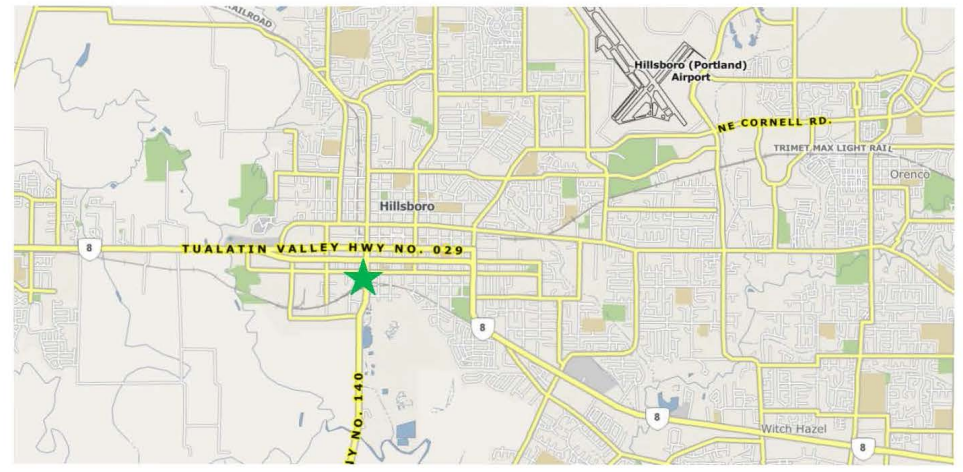 RAILROAD
Hillsboro (Portland)
Airport
NE CORNELL RD.
TRIMET MAX LIGHT RAIL
Orenco
Hillsboro
8
TUALATIN VALLEY HWY NO. 029
8
8
NO. 140
Witch Hazel
8